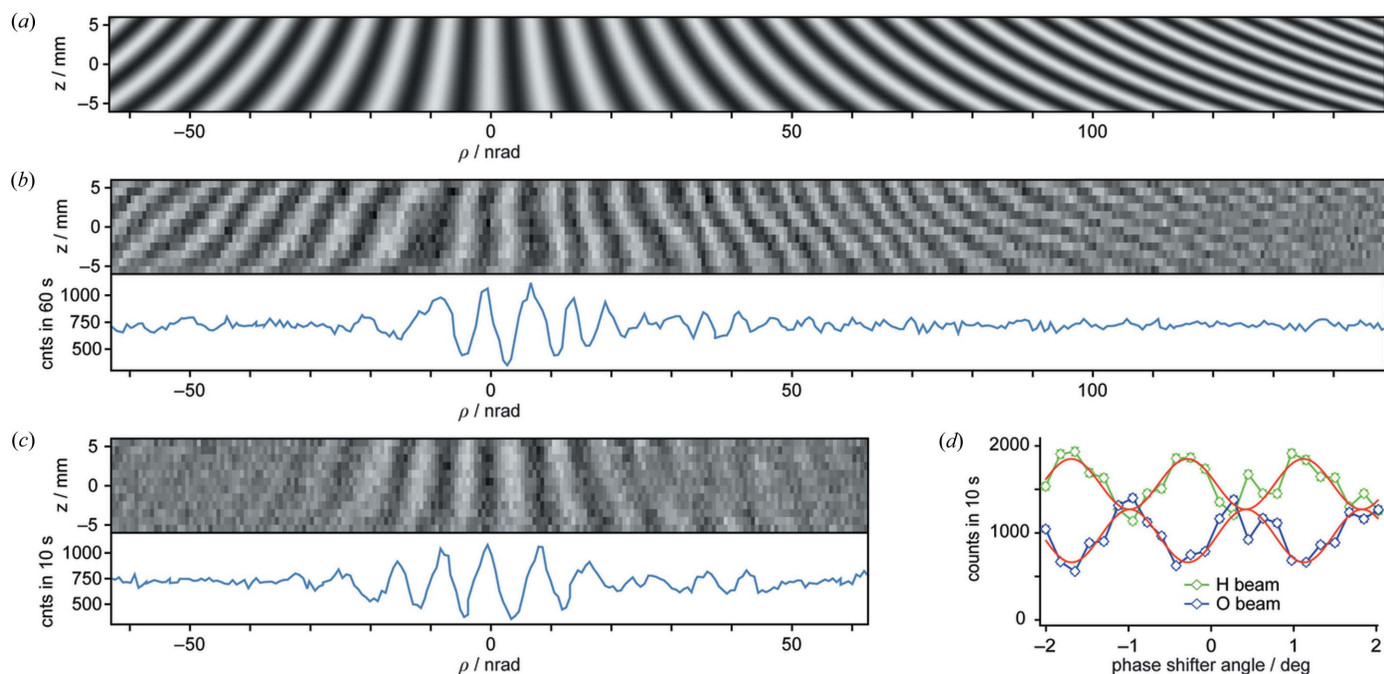 (a)
z / mm
5
0
−5
−50 0 50 100
ρ / nrad
(b)
z / mm
5
0
−5
cnts in 60 s
1000
750
500
−50 0 50 100
ρ / nrad
(c)
z / mm
5
0
−5
cnts in 10 s
1000
750
500
−50 0 50
ρ / nrad
(d)
counts in 10 s
2000
1000
0
H beam
O beam
−2 −1 0 1 2
phase shifter angle / deg